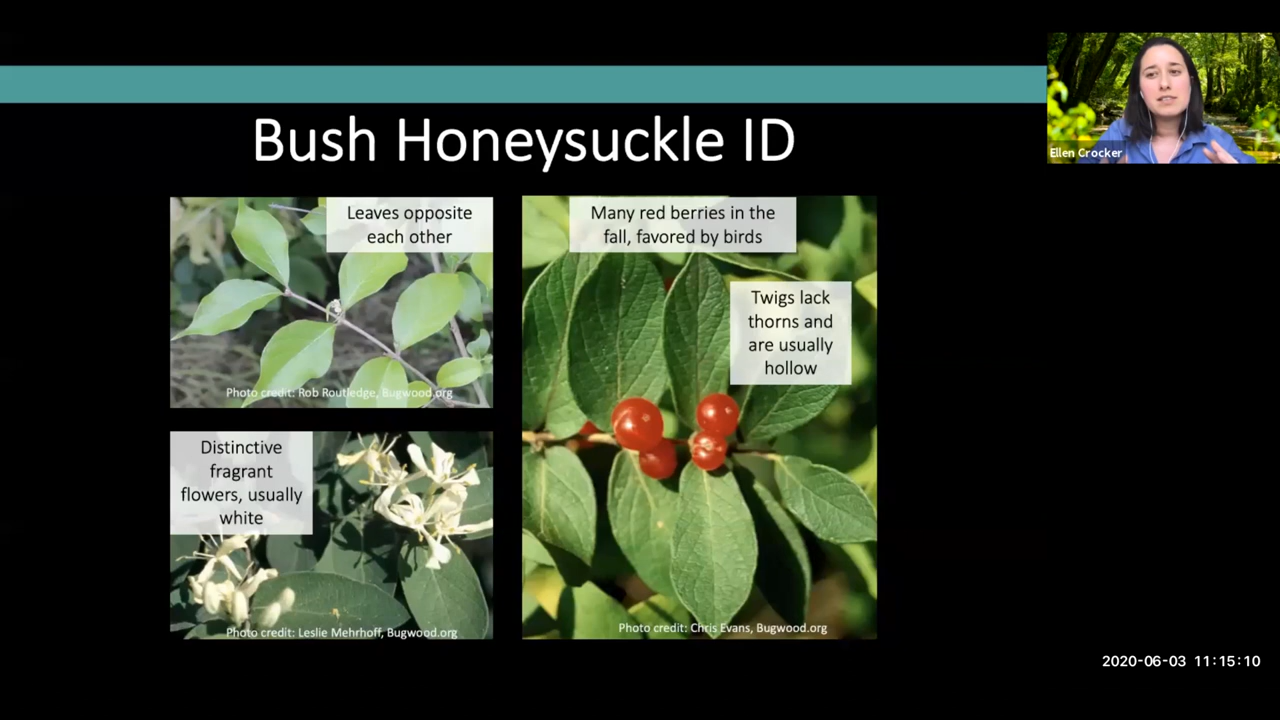 Ellen Crocker
Bush Honeysuckle ID
Leaves opposite
each other
Photo credit: Rob Routledge, Bugwood.org
Distinctive
fragrant
flowers, usually
white
Photo credit: Leslie Mehrhoff, Bugwood.org
Many red berries in the
fall, favored by birds
Twigs lack
thorns and
are usually
hollow
Photo credit: Chris Evans, Bugwood.org
2020-06-03 11:15:10